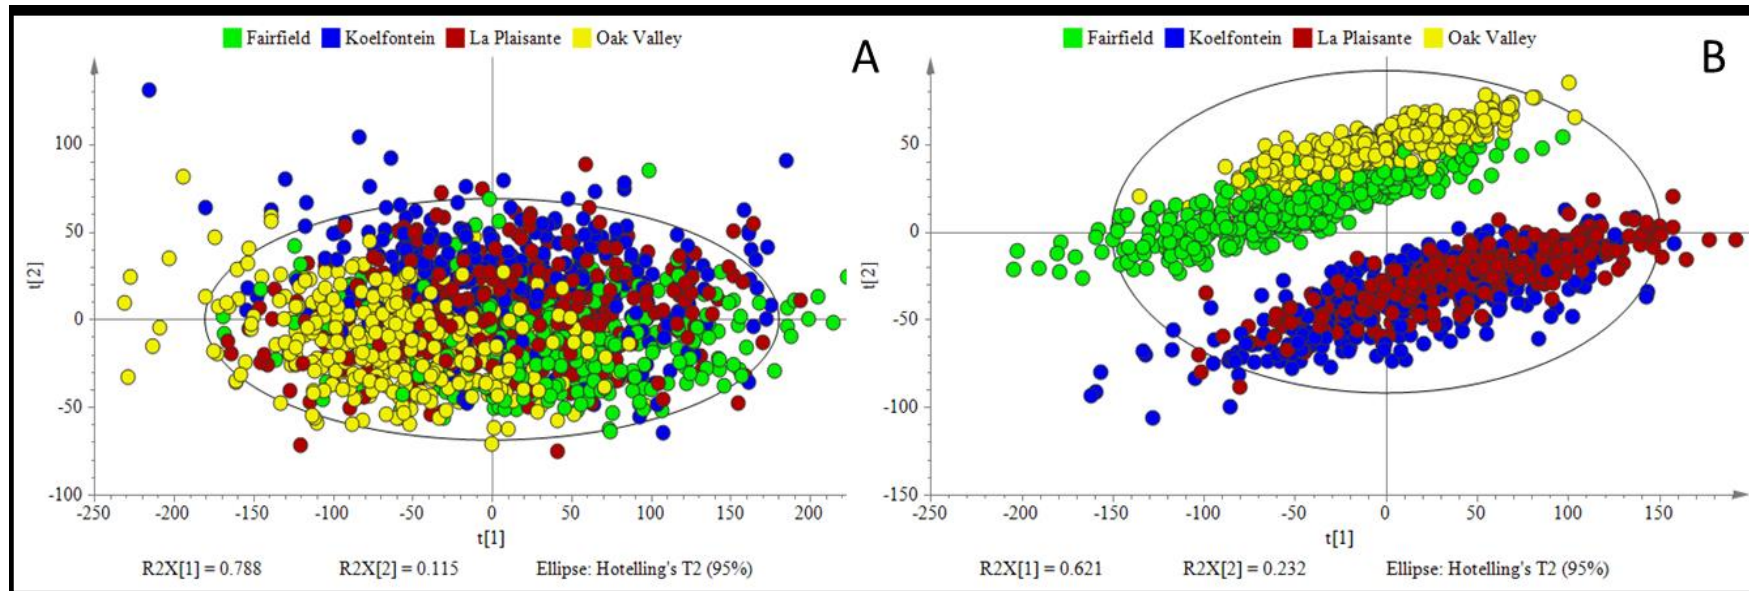 Fairfield Koelfontein La Plaisante Oak Valley
A
100
50
0
-50
-100
t[2]
-250 -200 -150 -100 -50 0 50 100 150 200
t[1]
R2X[1] = 0.788 R2X[2] = 0.115 Ellipse: Hotelling's T2 (95%)
Fairfield Koelfontein La Plaisante Oak Valley
B
50
0
-50
-100
-150
t[2]
-250 -200 -150 -100 -50 0 50 100 150
t[1]
R2X[1] = 0.621 R2X[2] = 0.232 Ellipse: Hotelling's T2 (95%)